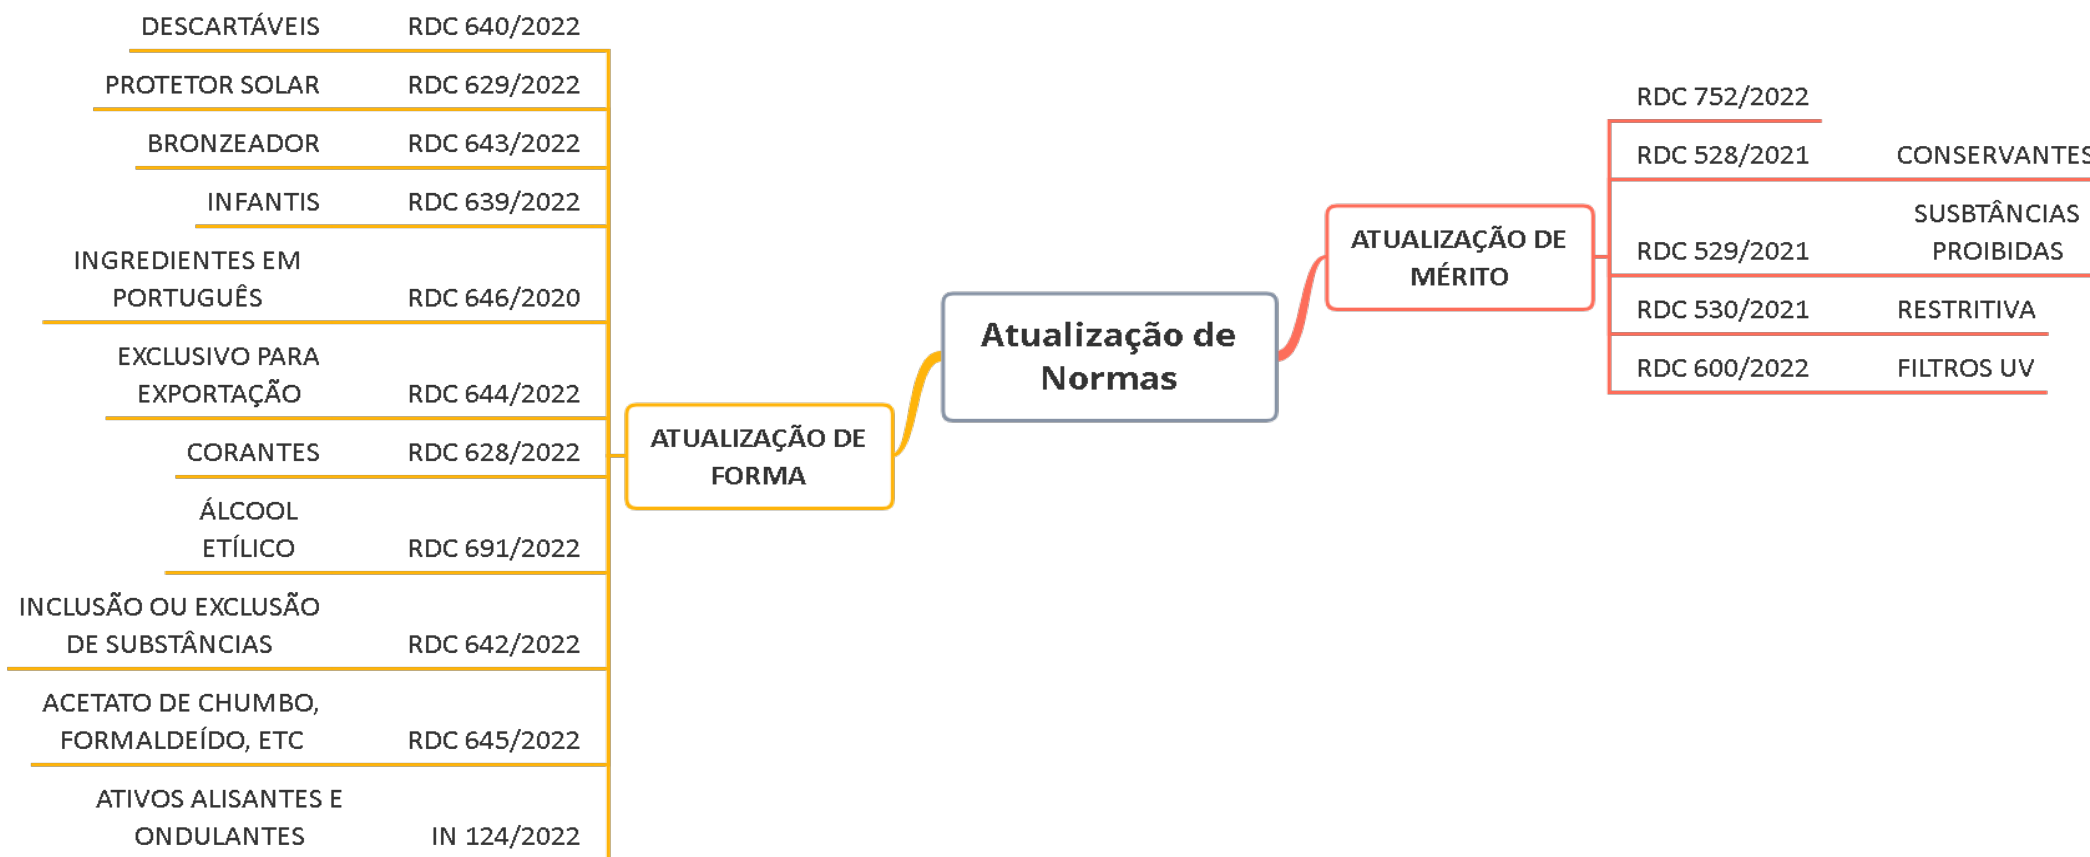 Atualização de
Normas
ATUALIZAÇÃO DE
FORMA
DESCARTÁVEIS RDC 640/2022
PROTETOR SOLAR RDC 629/2022
BRONZEADOR RDC 643/2022
INFANTIS RDC 639/2022
INGREDIENTES EM
PORTUGUÊS RDC 646/2020
EXCLUSIVO PARA
EXPORTAÇÃO RDC 644/2022
CORANTES RDC 628/2022
ÁLCOOL
ETÍLICO RDC 691/2022
INCLUSÃO OU EXCLUSÃO
DE SUBSTÂNCIAS RDC 642/2022
ACETATO DE CHUMBO,
FORMALDEÍDO, ETC RDC 645/2022
ATIVOS ALISANTES E
ONDULANTES IN 124/2022
ATUALIZAÇÃO DE
MÉRITO
RDC 752/2022
RDC 528/2021 CONSERVANTES
SUSBTÂNCIAS
RDC 529/2021 PROIBIDAS
RDC 530/2021 RESTRITIVA
RDC 600/2022 FILTROS UV